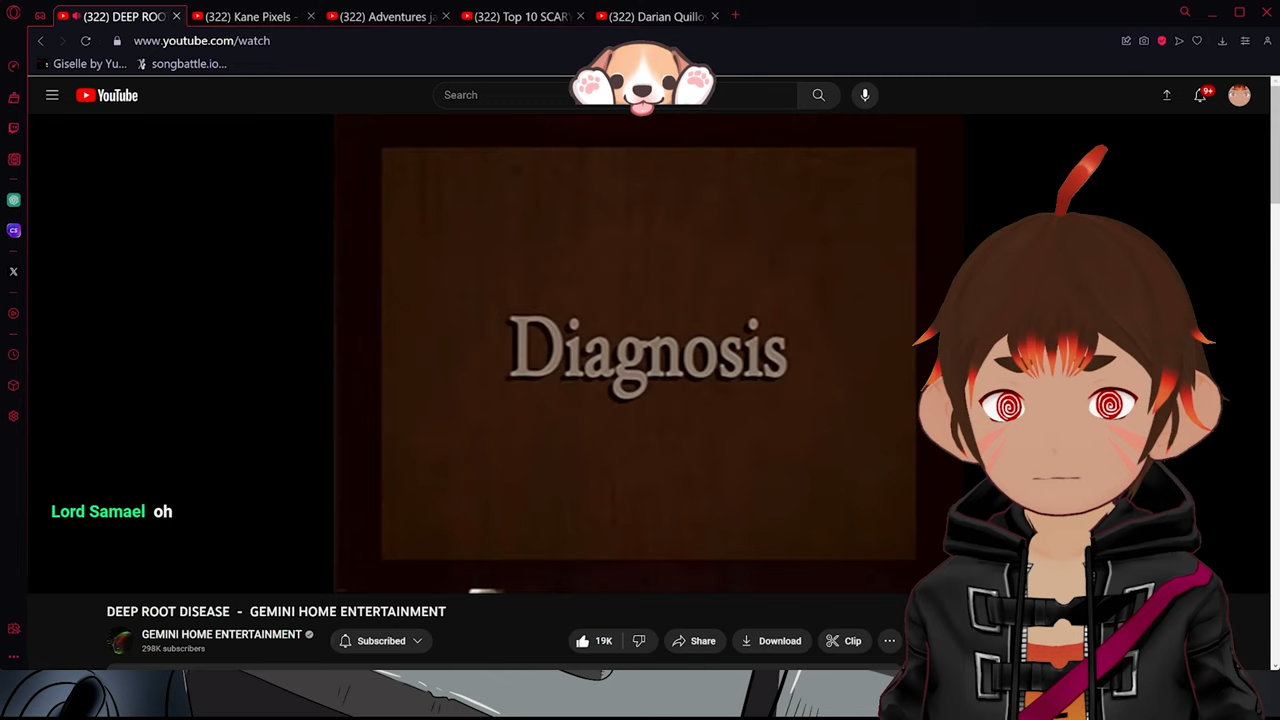 (322) DEEP ROO
(322) Kane Pixels -
(322) Adventures ja
(322) Top 10 SCARY
(322) Darian Quillo
www.youtube.com/watch
Giselle by Yu...
songbattle.io...
YouTube
Search
9+
Diagnosis
Lord Samael oh
DEEP ROOT DISEASE - GEMINI HOME ENTERTAINMENT
GEMINI HOME ENTERTAINMENT
298K subscribers
Subscribed
19K
Share
Download
Clip